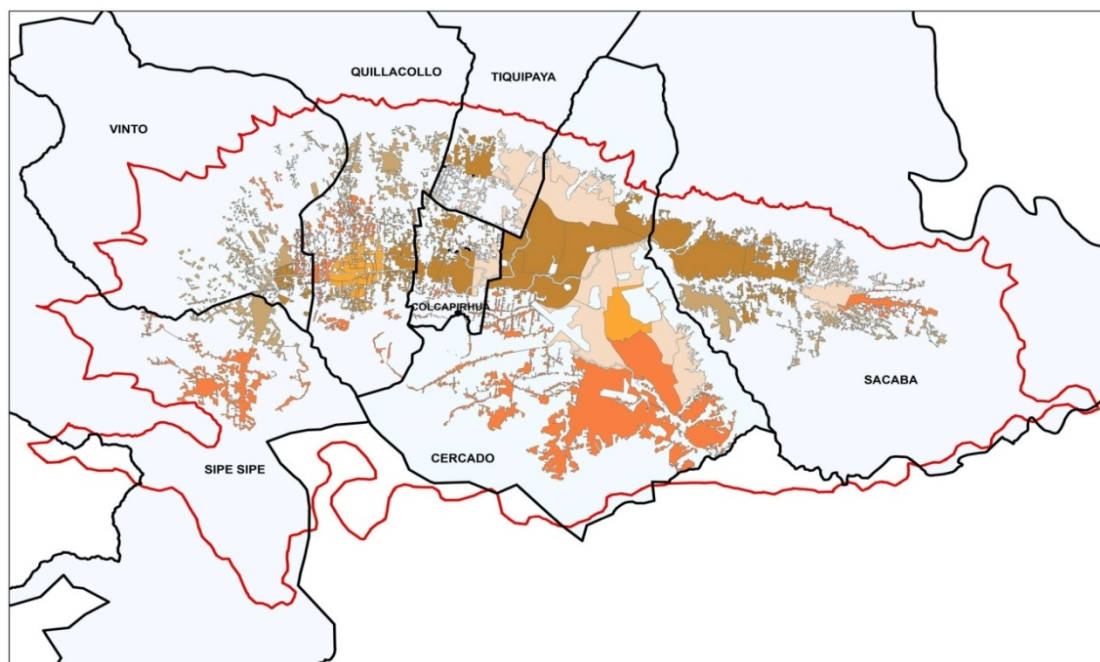 QUILLACOLLO
TIQUIPAYA
VINTO
COLCAPIRHUA
SACABA
CERCADO
SIPE SIPE